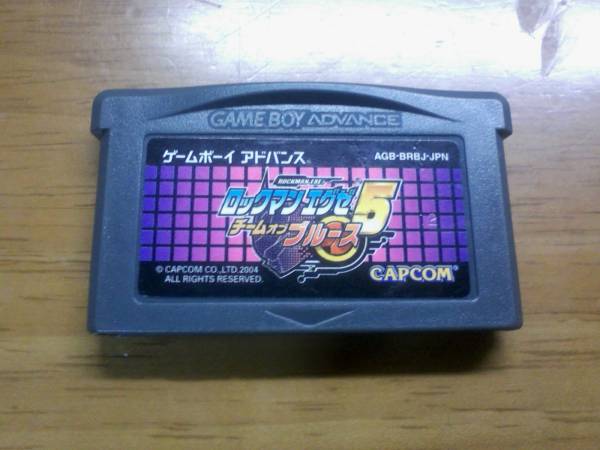 GAME BOY ADVANCE
ゲームボーイ アドバンス AGB-BRBJ-JPN
ROCKMAN.EXE
ロックマン エグゼ 5
チーム オブ ブルース
© CAPCOM CO.,LTD.2004
ALL RIGHTS RESERVED.
CAPCOM